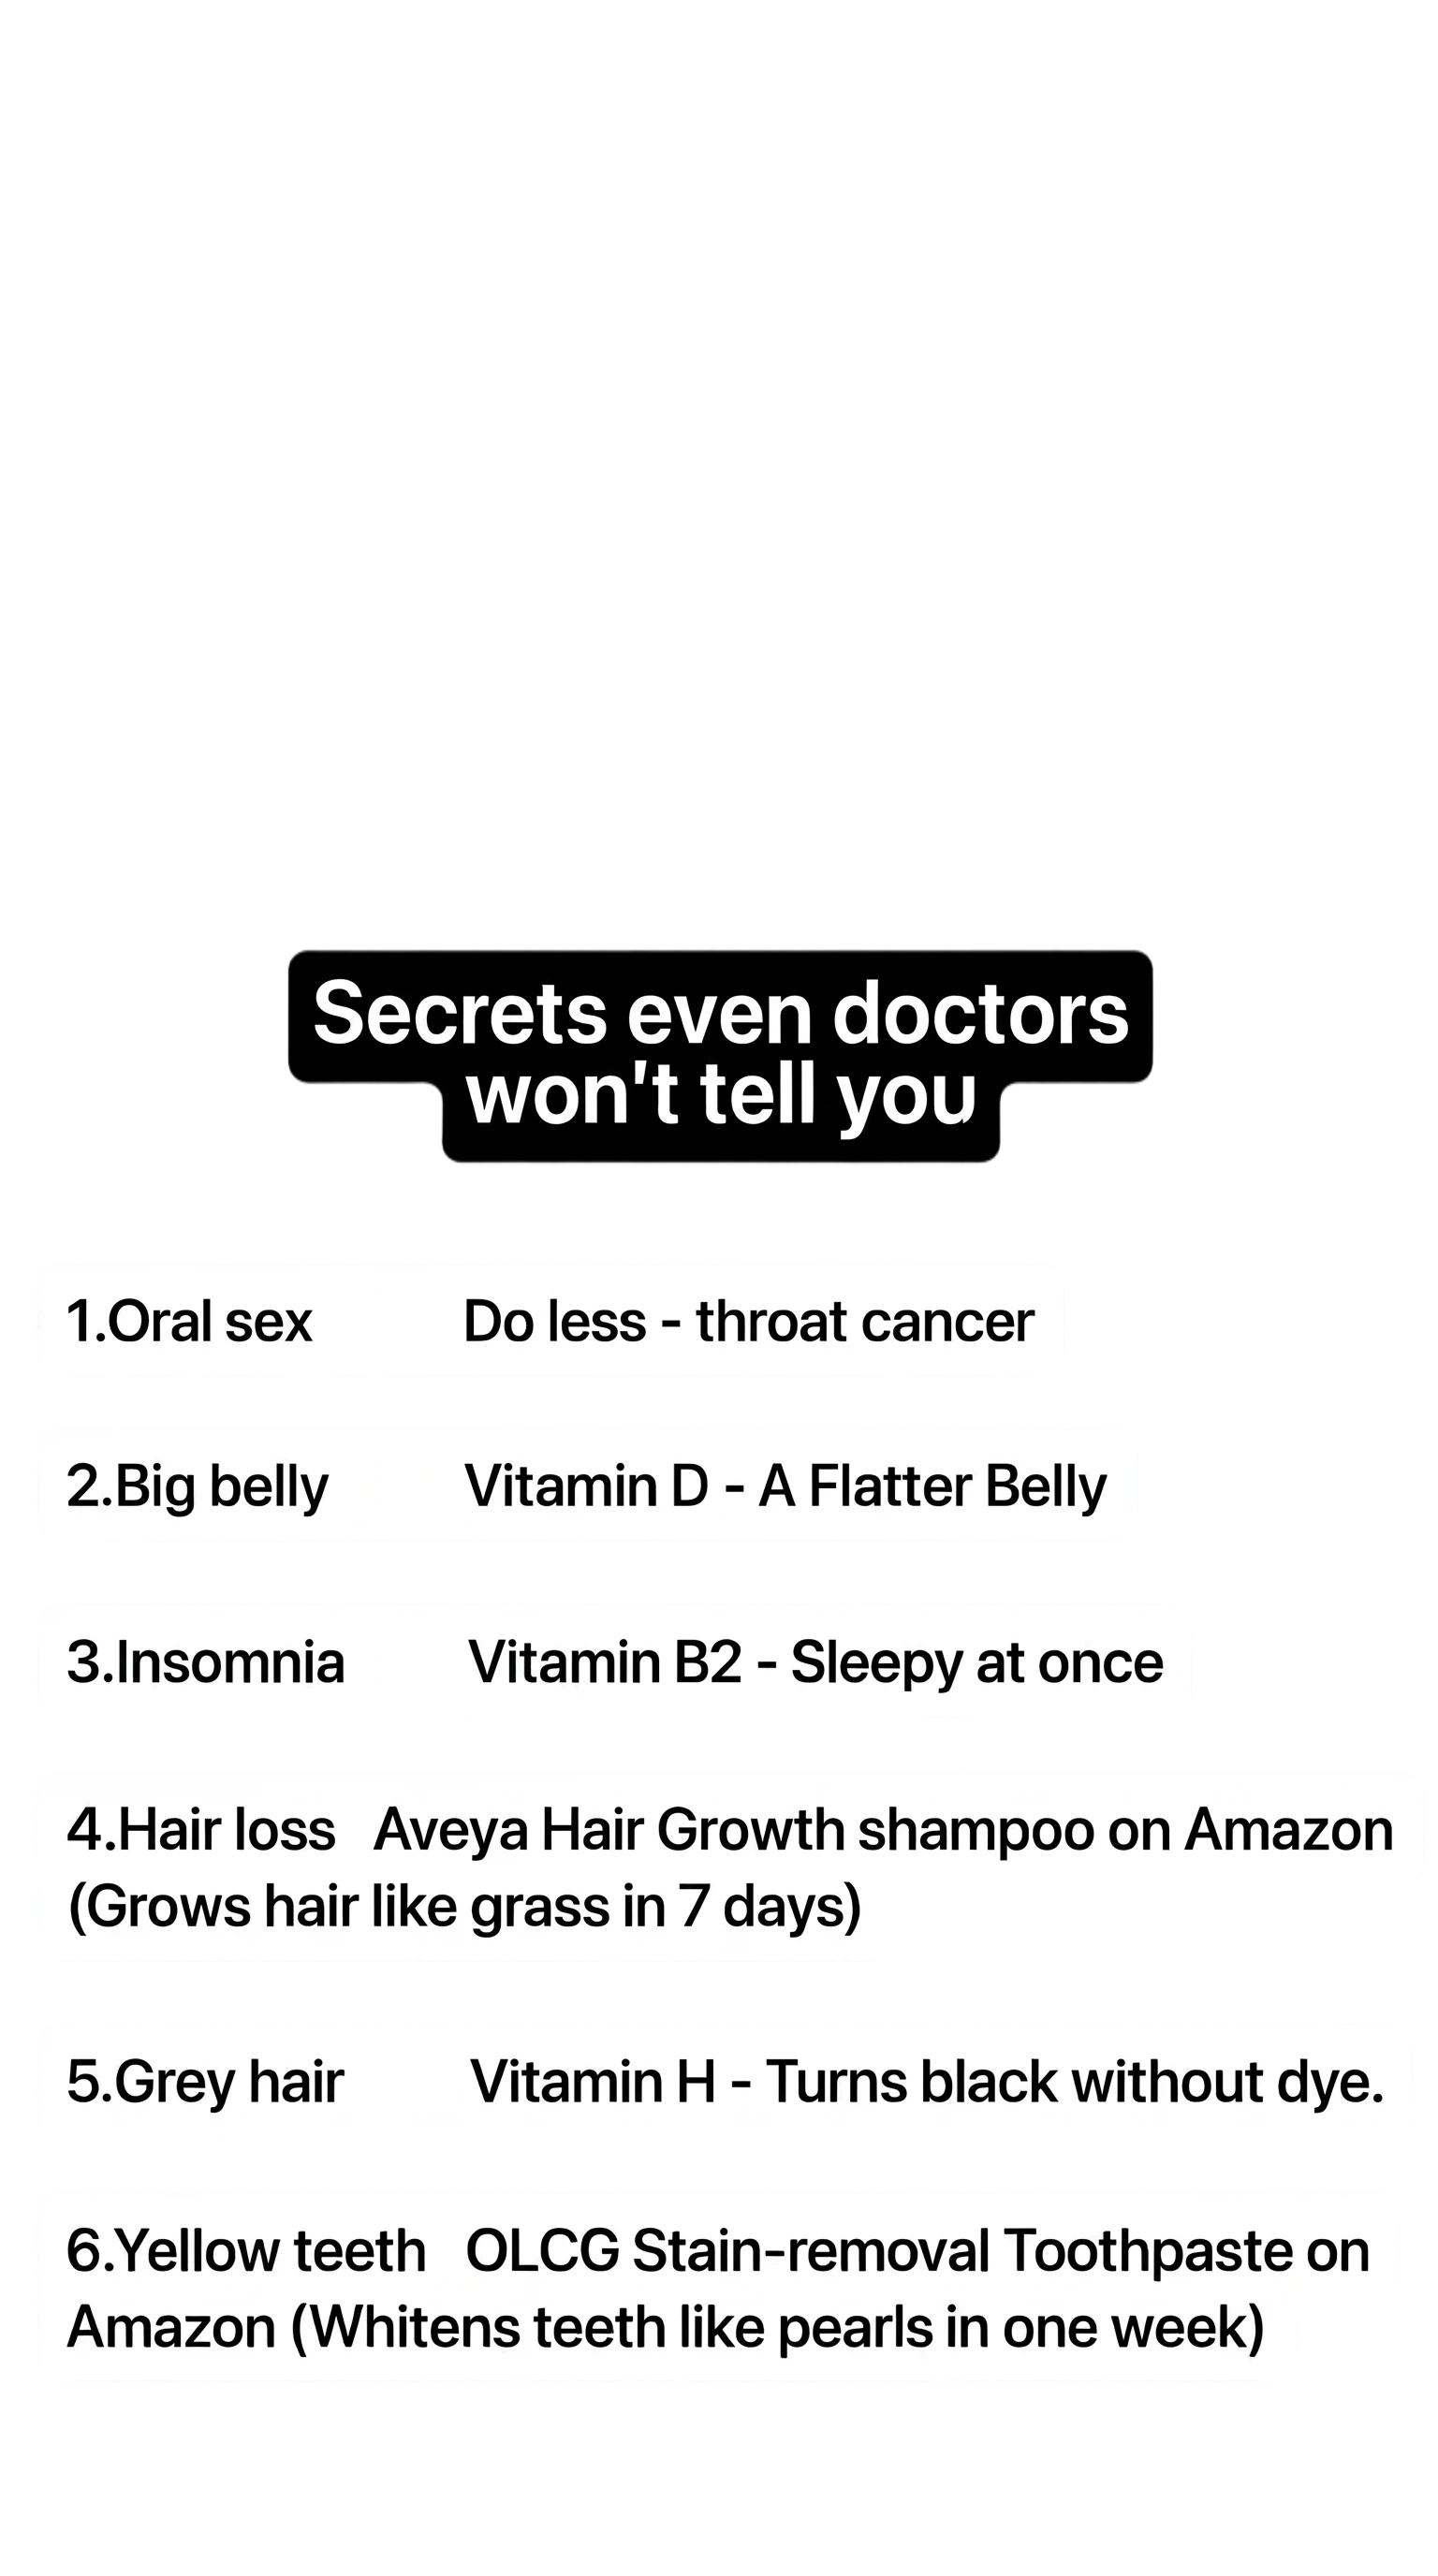 Secrets even doctors
won't tell you
1.Oral sex Do less - throat cancer
2.Big belly Vitamin D - A Flatter Belly
3.Insomnia Vitamin B2 - Sleepy at once
4.Hair loss Aveya Hair Growth shampoo on Amazon
(Grows hair like grass in 7 days)
5.Grey hair Vitamin H - Turns black without dye.
6.Yellow teeth OLCG Stain-removal Toothpaste on
Amazon (Whitens teeth like pearls in one week)